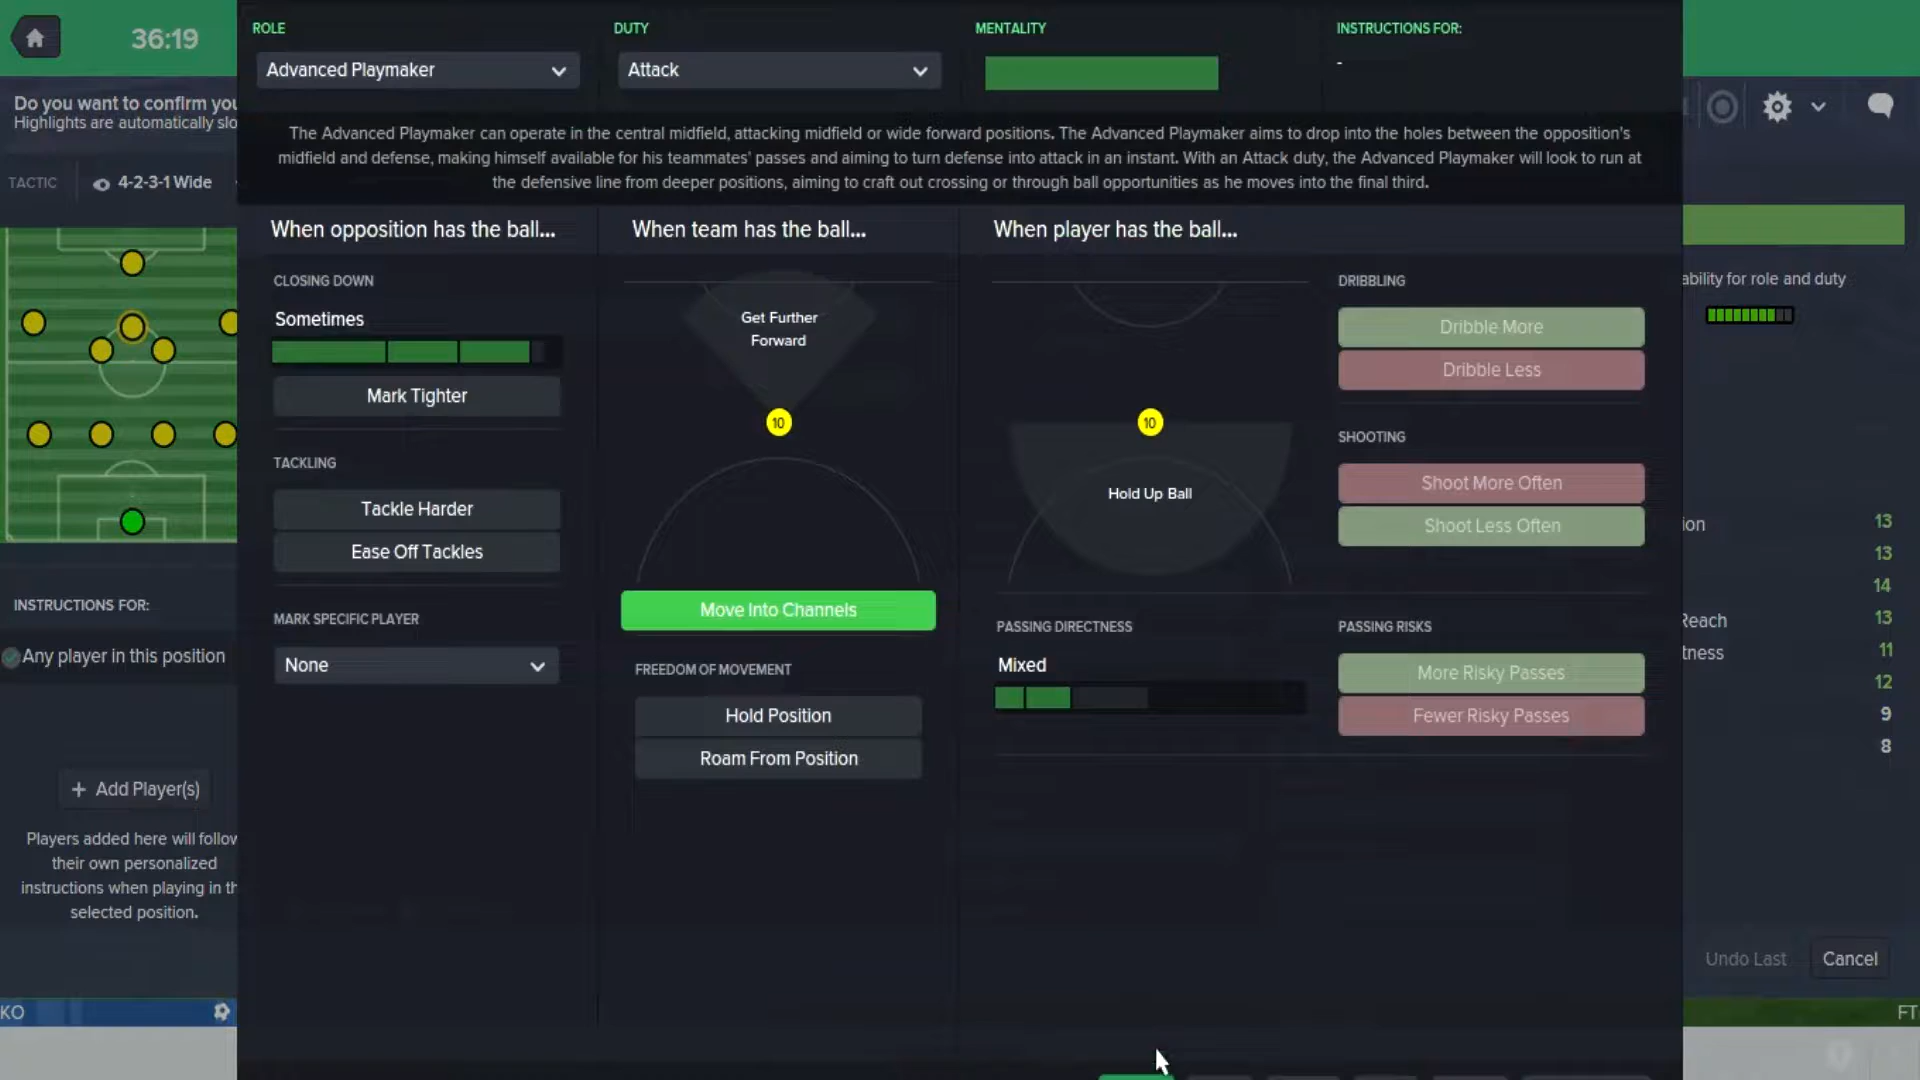 36:19
Do you want to confirm you
Highlights are automatically slo
TACTIC
4-2-3-1 Wide
INSTRUCTIONS FOR:
Any player in this position
+ Add Player(s)
Players added here will follow
their own personalized
instructions when playing in th
selected position.
KO
ROLE
Advanced Playmaker
DUTY
Attack
MENTALITY
INSTRUCTIONS FOR:
-
The Advanced Playmaker can operate in the central midfield, attacking midfield or wide forward positions. The Advanced Playmaker aims to drop into the holes between the opposition's
midfield and defense, making himself available for his teammates' passes and aiming to turn defense into attack in an instant. With an Attack duty, the Advanced Playmaker will look to run at
the defensive line from deeper positions, aiming to craft out crossing or through ball opportunities as he moves into the final third.
When opposition has the ball...
CLOSING DOWN
Sometimes
Mark Tighter
TACKLING
Tackle Harder
Ease Off Tackles
MARK SPECIFIC PLAYER
None
When team has the ball...
Get Further
Forward
10
Move Into Channels
FREEDOM OF MOVEMENT
Hold Position
Roam From Position
When player has the ball...
10
Hold Up Ball
PASSING DIRECTNESS
Mixed
DRIBBLING
Dribble More
Dribble Less
SHOOTING
Shoot More Often
Shoot Less Often
PASSING RISKS
More Risky Passes
Fewer Risky Passes
ability for role and duty
ion 13
13
14
Reach 13
tness 11
12
9
8
Undo Last
Cancel
FT